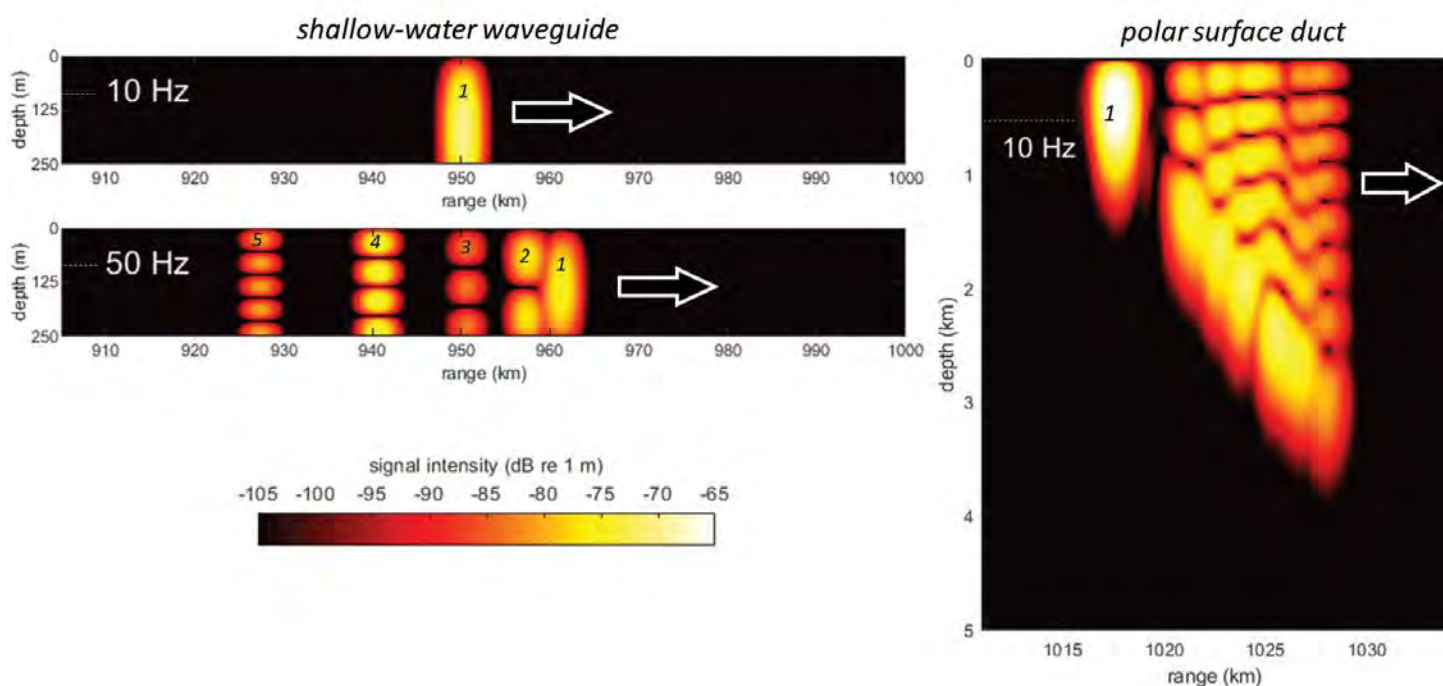 shallow-water waveguide
0
125
250
depth (m)
10 Hz
1
910 920 930 940 950 960 970 980 990 1000
range (km)
0
125
250
depth (m)
50 Hz
5 4 3 2 1
910 920 930 940 950 960 970 980 990 1000
range (km)
signal intensity (dB re 1 m)
-105 -100 -95 -90 -85 -80 -75 -70 -65
polar surface duct
0
1
2
3
4
5
depth (km)
1
10 Hz
1015 1020 1025 1030
range (km)